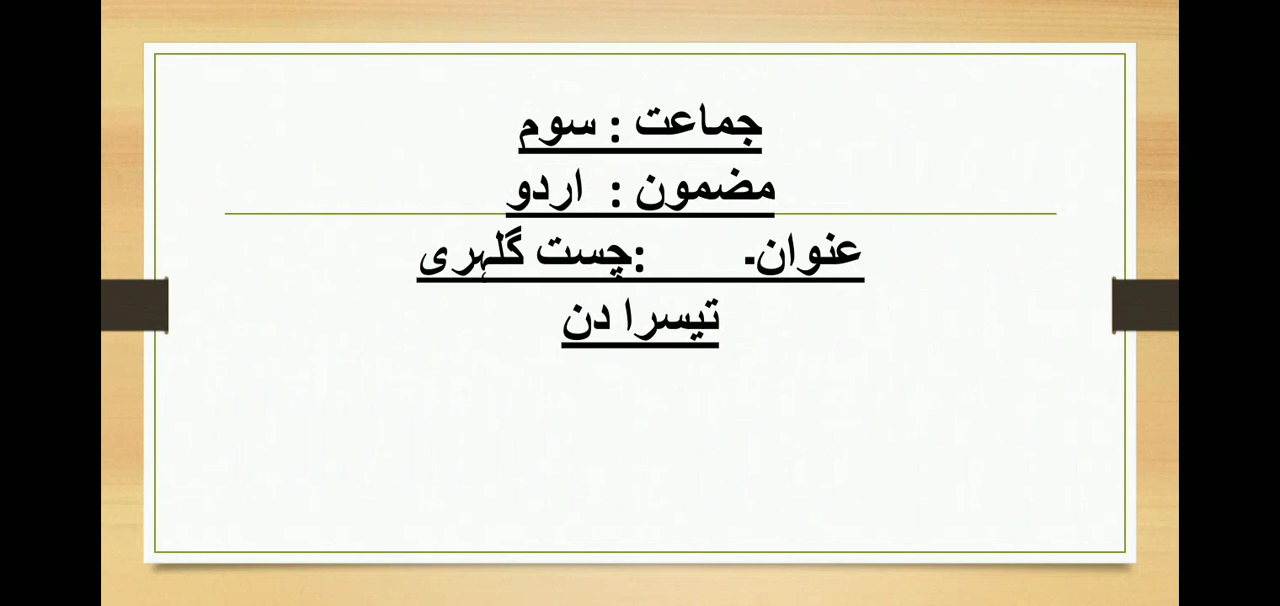 جماعت : سوم
مضمون : اردو
عنوان۔ :چست گلہری
تیسرا دن